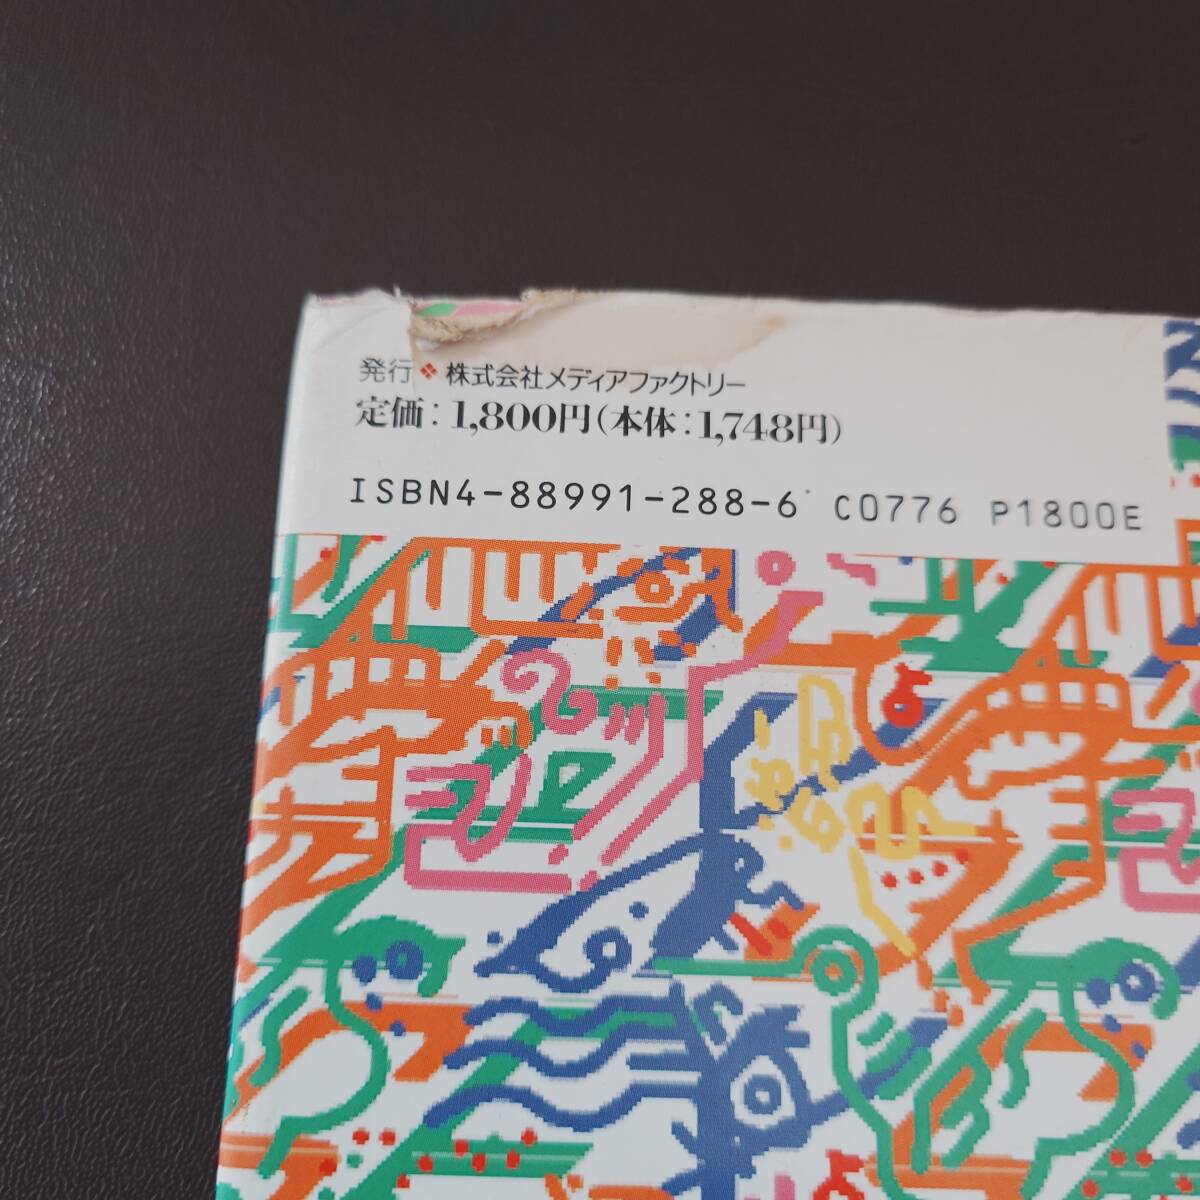 発行❖株式会社メディアファクトリー
定価：1,800円（本体：1,748円）
ISBN4-88991-288-6 C0776 P1800E